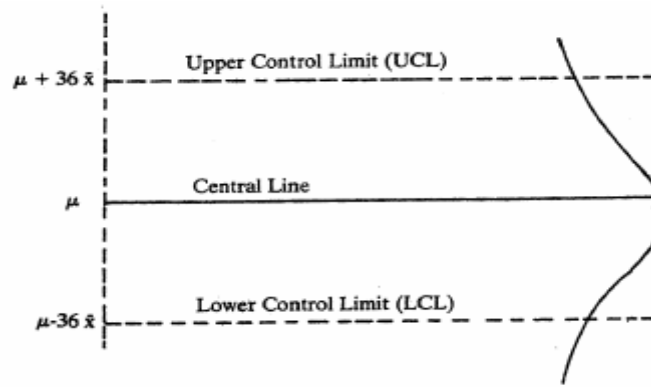 Upper Control Limit (UCL)
μ + 36 x̄
Central Line
μ
Lower Control Limit (LCL)
μ-36 x̄